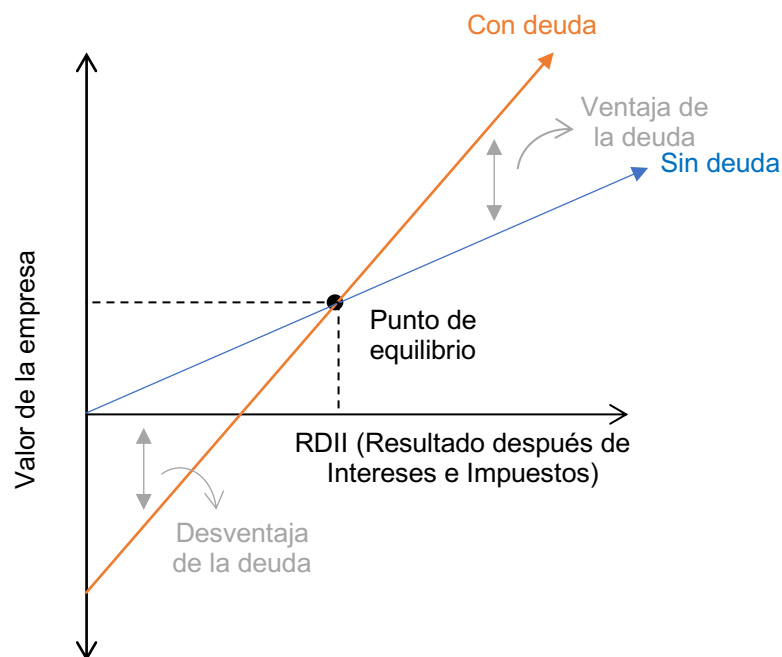 Con deuda
Ventaja de
la deuda
Sin deuda
Valor de la empresa
Punto de
equilibrio
RDII (Resultado después de
Intereses e Impuestos)
Desventaja
de la deuda